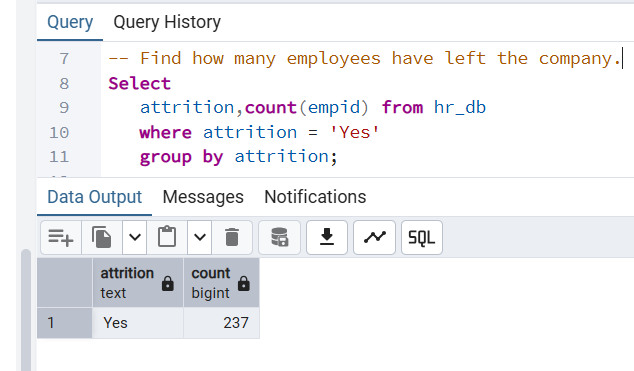 Query Query History
7 -- Find how many employees have left the company.
8 Select
9 attrition,count(empid) from hr_db
10 where attrition = 'Yes'
11 group by attrition;
Data Output Messages Notifications
SQL
attrition count
text bigint
1 Yes 237